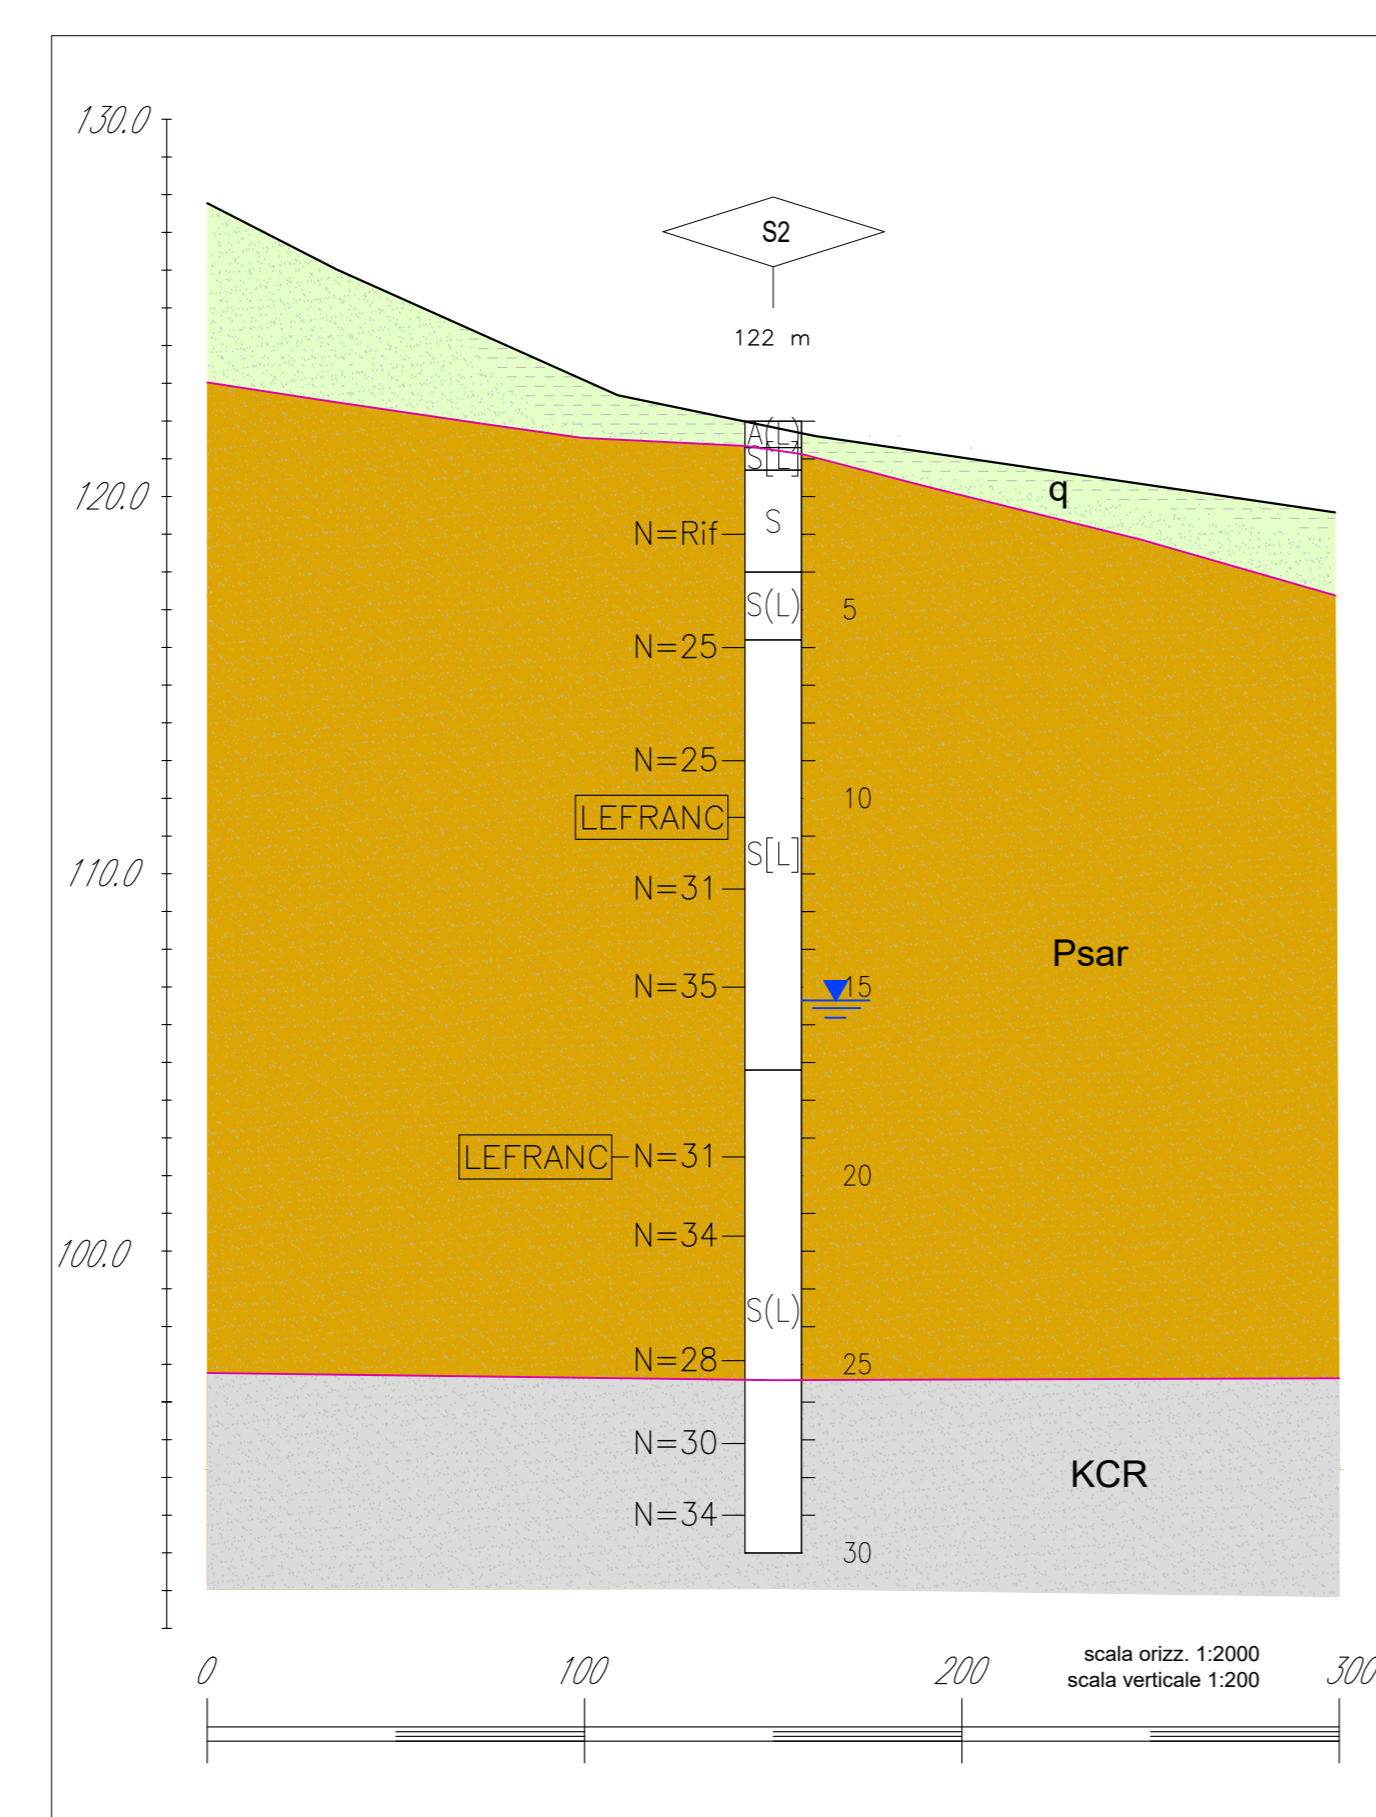 130.0
S2
122 m
A(L)
S[L]
120.0
q
S
N=Rif
S(L)
5
N=25
N=25
10
LEFRANC
S[L]
110.0
N=31
Psar
N=35
15
LEFRANC
N=31
20
N=34
100.0
S(L)
N=28
25
N=30
KCR
N=34
30
scala orizz. 1:2000
scala verticale 1:200
0
100
200
300